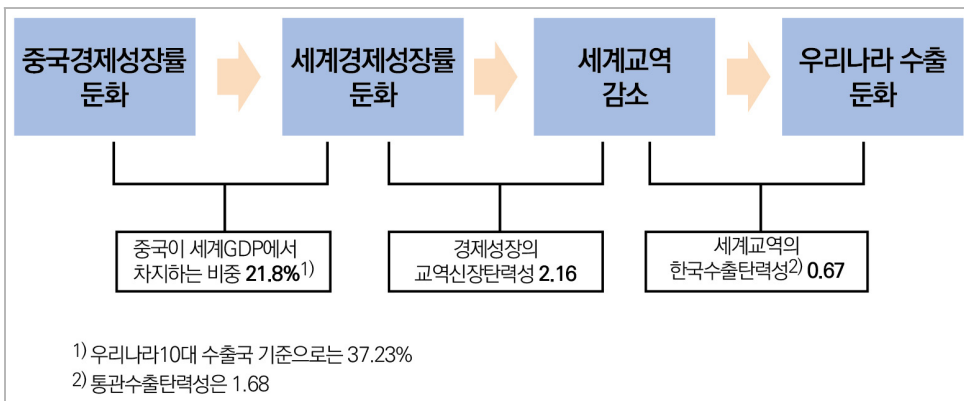 중국경제성장률
둔화
세계경제성장률
둔화
세계교역
감소
우리나라 수출
둔화
중국이 세계GDP에서
차지하는 비중 21.8%1)
경제성장의
교역신장탄력성 2.16
세계교역의
한국수출탄력성2) 0.67
1) 우리나라10대 수출국 기준으로는 37.23%
2) 통관수출탄력성은 1.68